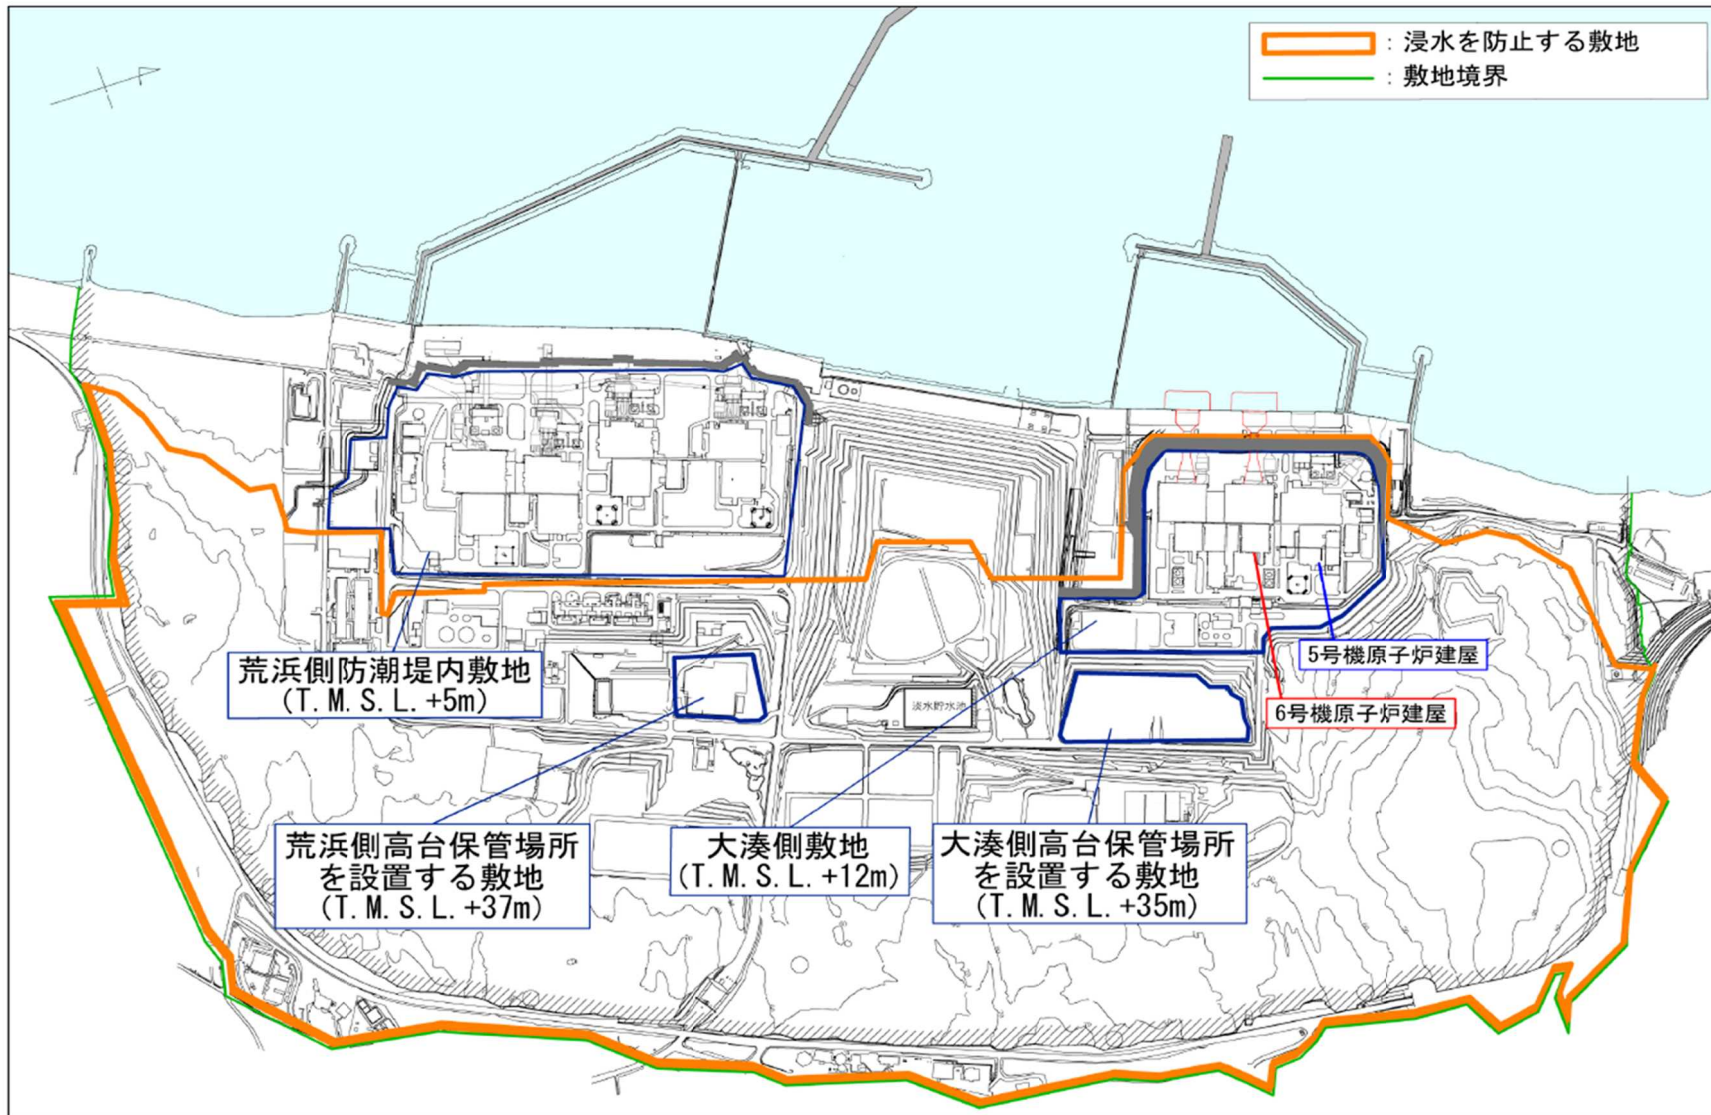 ：浸水を防止する敷地
：敷地境界
荒浜側防潮堤内敷地
(T.M.S.L.+5m)
淡水貯水池
5号機原子炉建屋
6号機原子炉建屋
荒浜側高台保管場所
を設置する敷地
(T.M.S.L.+37m)
大湊側敷地
(T.M.S.L.+12m)
大湊側高台保管場所
を設置する敷地
(T.M.S.L.+35m)